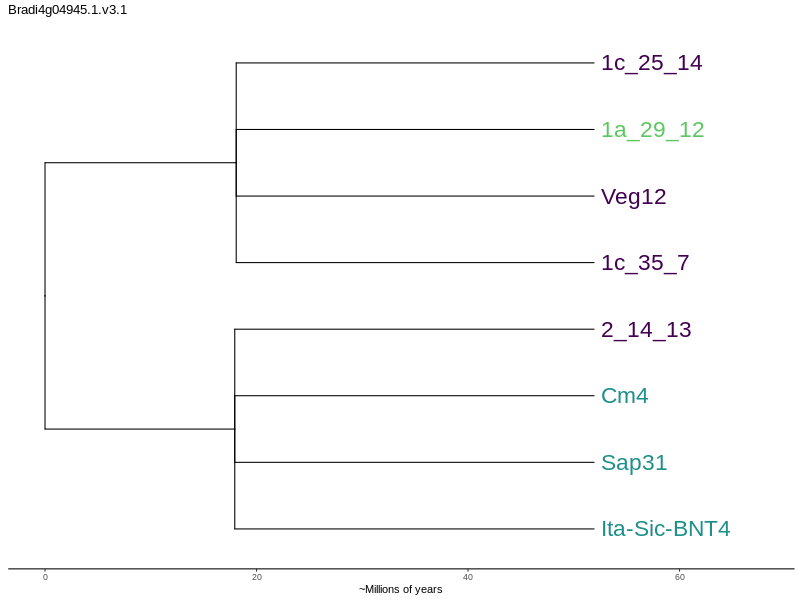 Bradi4g04945.1.v3.1
1c_25_14
1a_29_12
Veg12
1c_35_7
2_14_13
Cm4
Sap31
Ita-Sic-BNT4
0 20 40 60
~Millions of years